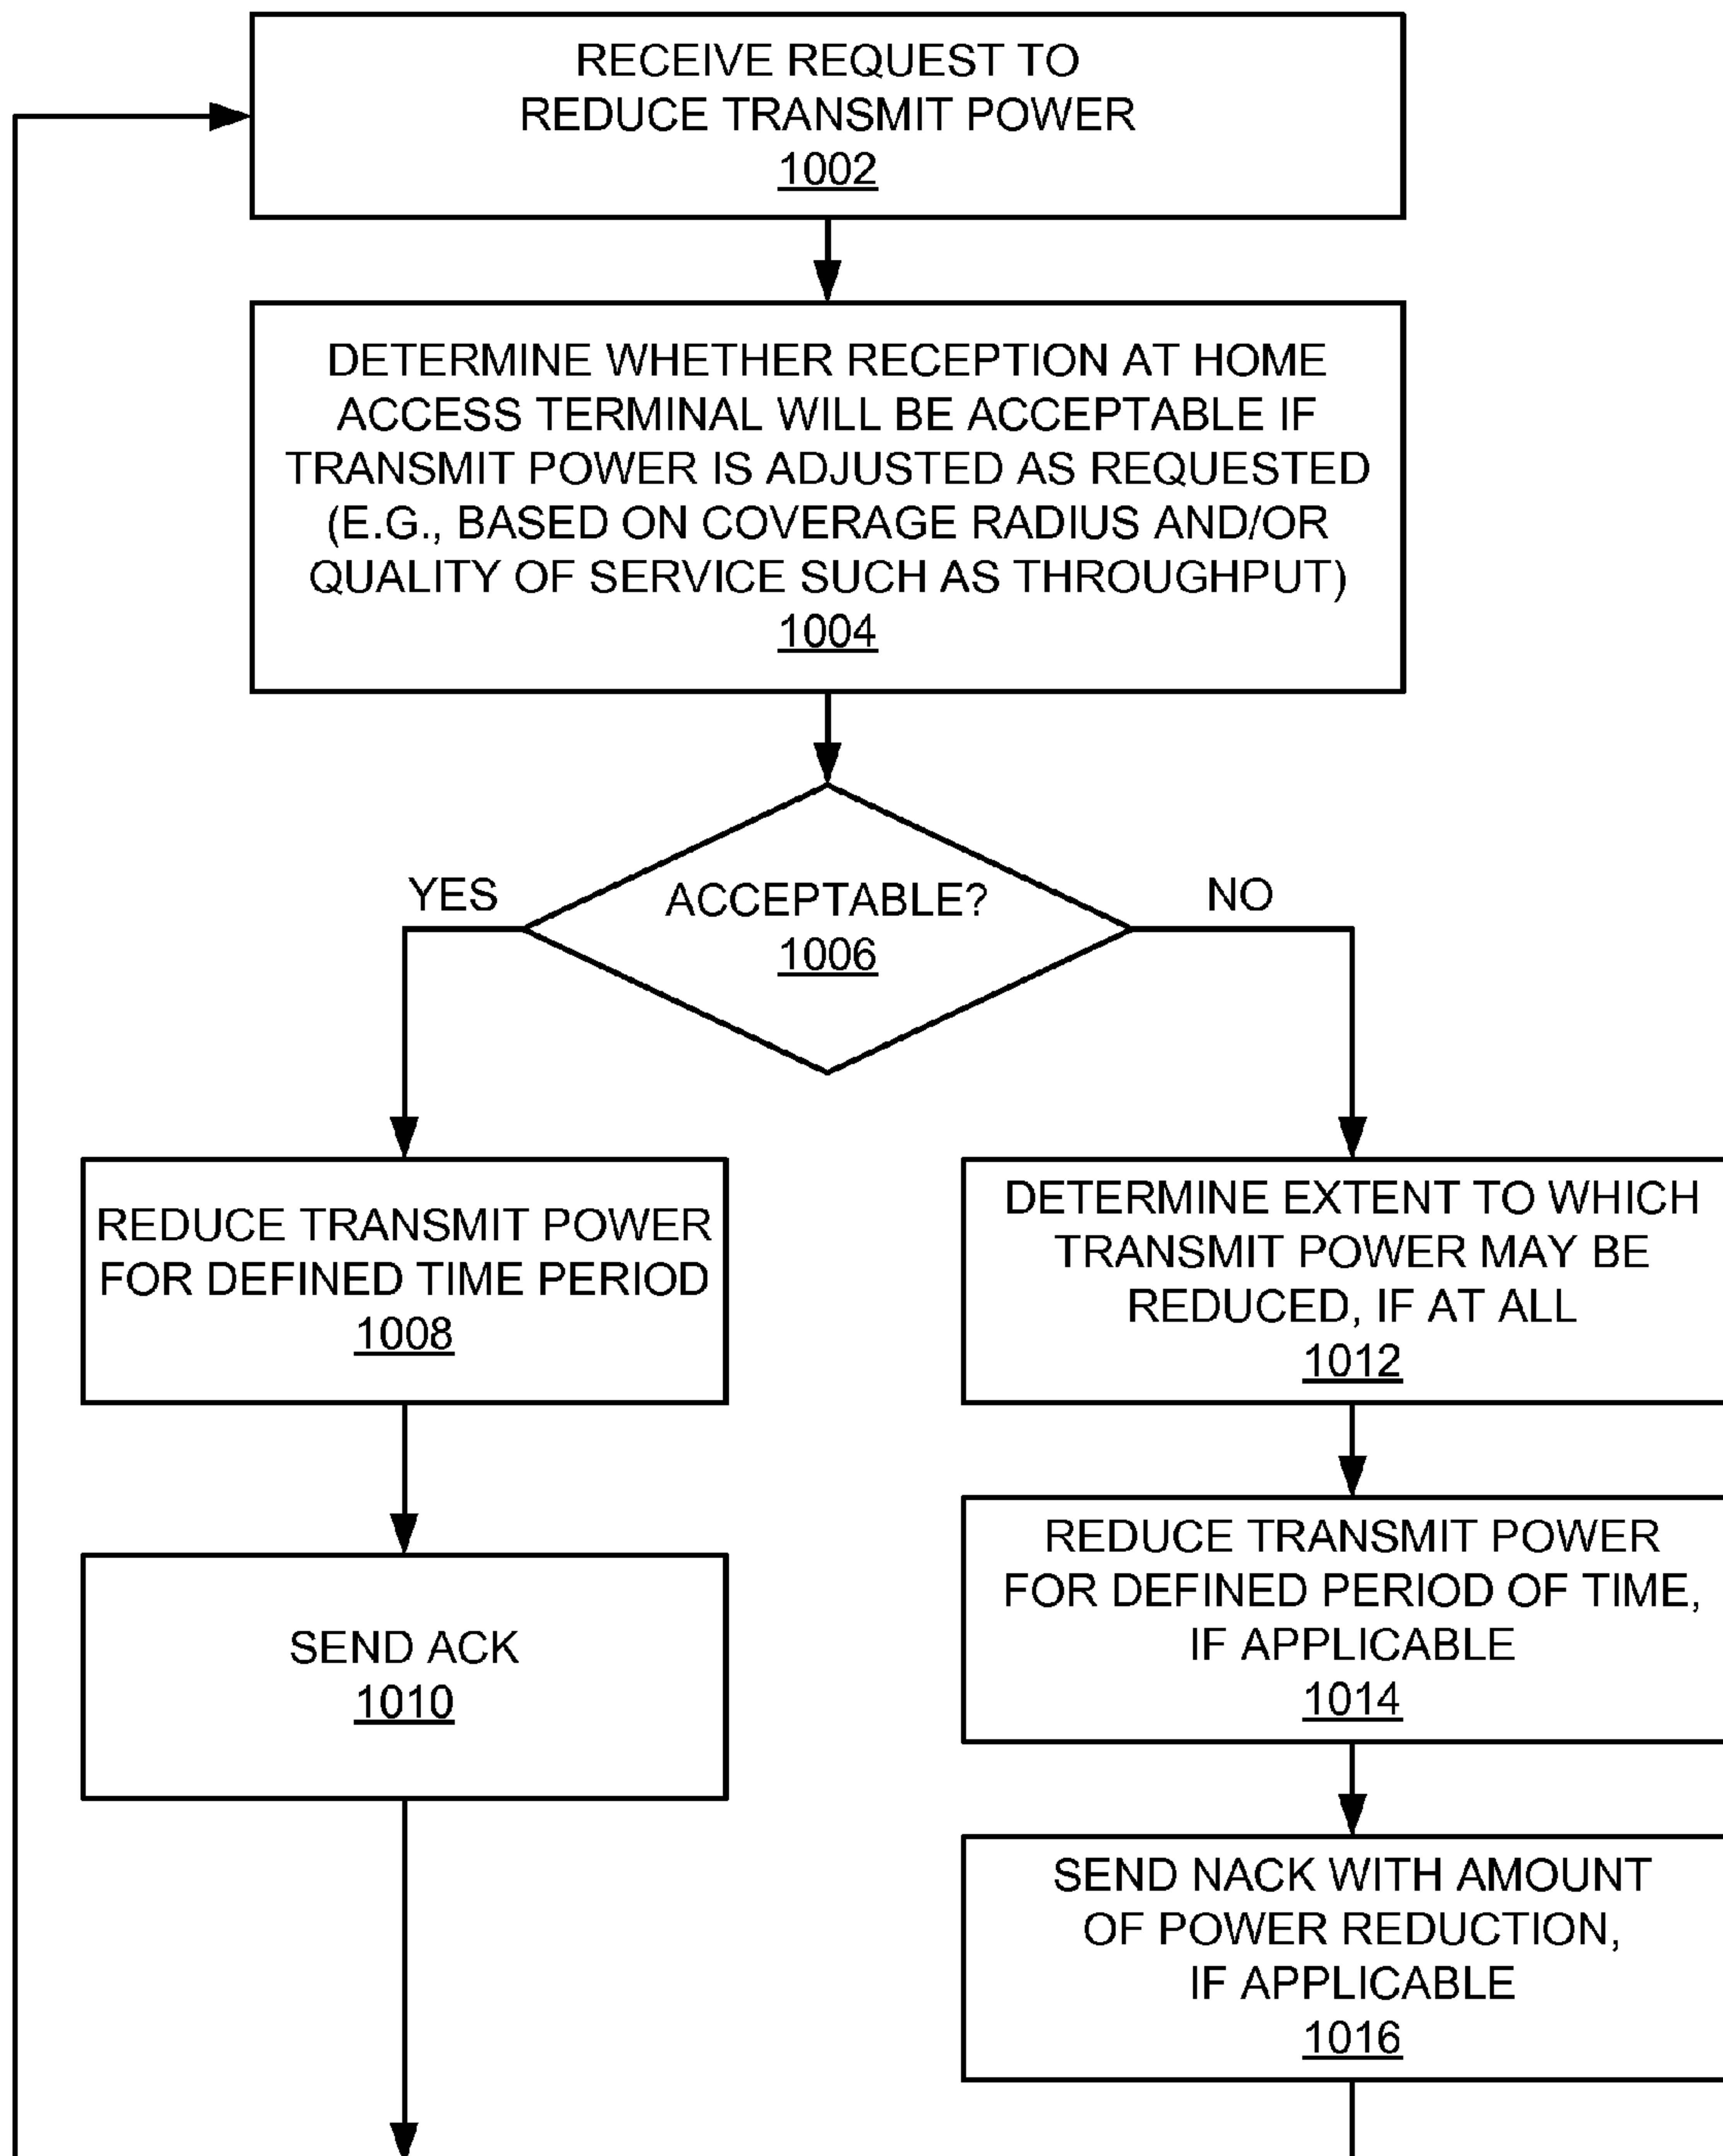 RECEIVE REQUEST TO
REDUCE TRANSMIT POWER
1002
DETERMINE WHETHER RECEPTION AT HOME
ACCESS TERMINAL WILL BE ACCEPTABLE IF
TRANSMIT POWER IS ADJUSTED AS REQUESTED
(E.G., BASED ON COVERAGE RADIUS AND/OR
QUALITY OF SERVICE SUCH AS THROUGHPUT)
1004
YES
ACCEPTABLE?
1006
NO
REDUCE TRANSMIT POWER
FOR DEFINED TIME PERIOD
1008
SEND ACK
1010
DETERMINE EXTENT TO WHICH
TRANSMIT POWER MAY BE
REDUCED, IF AT ALL
1012
REDUCE TRANSMIT POWER
FOR DEFINED PERIOD OF TIME,
IF APPLICABLE
1014
SEND NACK WITH AMOUNT
OF POWER REDUCTION,
IF APPLICABLE
1016